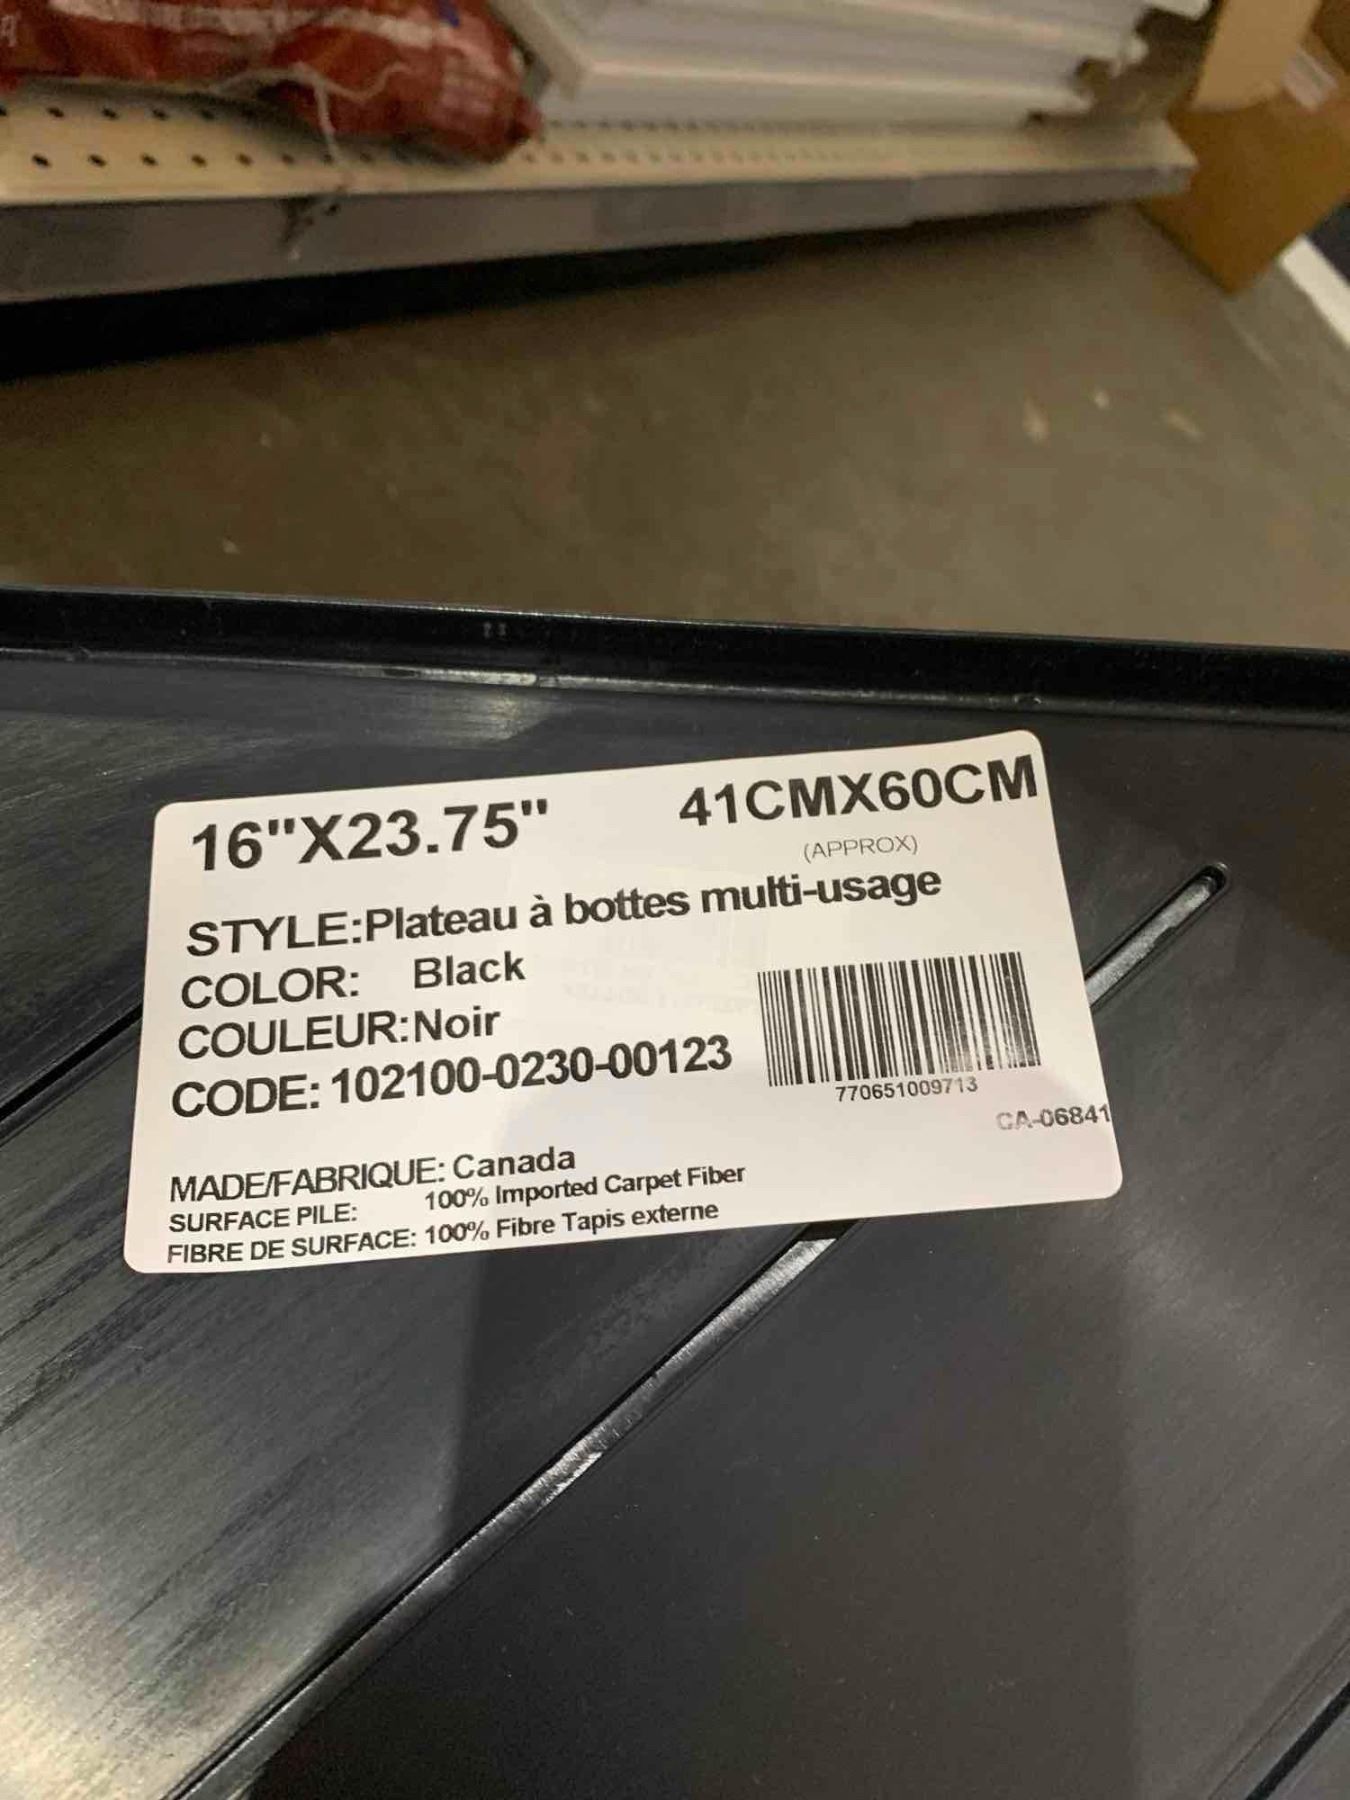 16"X23.75" 41CMX60CM
(APPROX)
STYLE:Plateau à bottes multi-usage
COLOR: Black
COULEUR:Noir
CODE: 102100-0230-00123
770651009713
CA-06841
MADE/FABRIQUE: Canada
SURFACE PILE: 100% Imported Carpet Fiber
FIBRE DE SURFACE: 100% Fibre Tapis externe